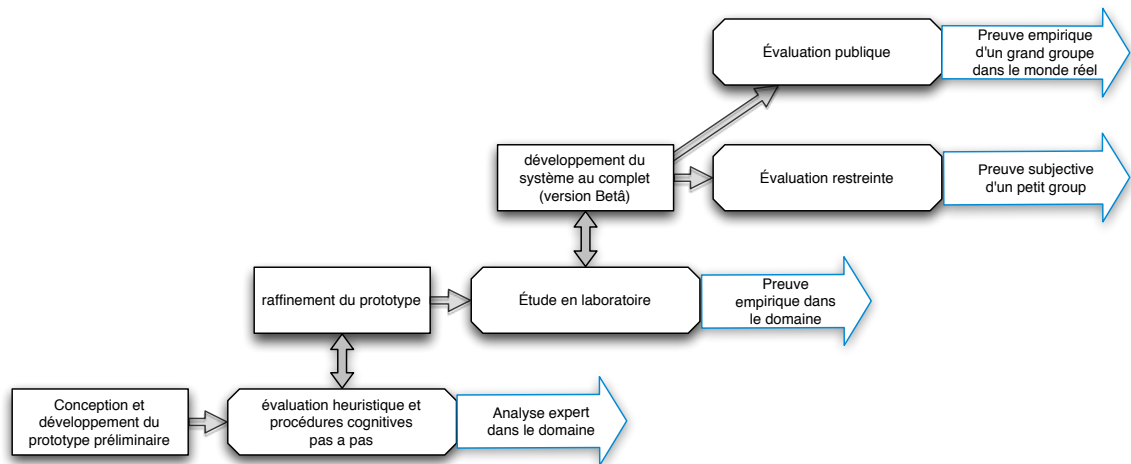 Évaluation publique
Preuve empirique
d'un grand groupe
dans le monde réel
développement du
système au complet
(version Betâ)
Évaluation restreinte
Preuve subjective
d'un petit group
raffinement du prototype
Étude en laboratoire
Preuve
empirique dans
le domaine
Conception et
développement du
prototype préliminaire
évaluation heuristique et
procédures cognitives
pas a pas
Analyse expert
dans le domaine